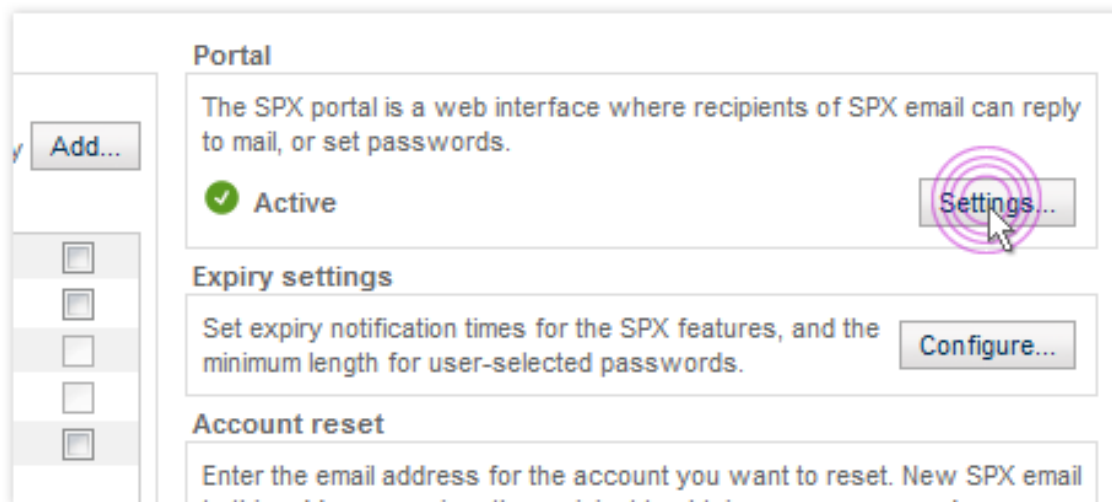 Portal
The SPX portal is a web interface where recipients of SPX email can reply
to mail, or set passwords.
y Add...
Active
Settings...
Expiry settings
Set expiry notification times for the SPX features, and the
minimum length for user-selected passwords.
Configure...
Account reset
Enter the email address for the account you want to reset. New SPX email